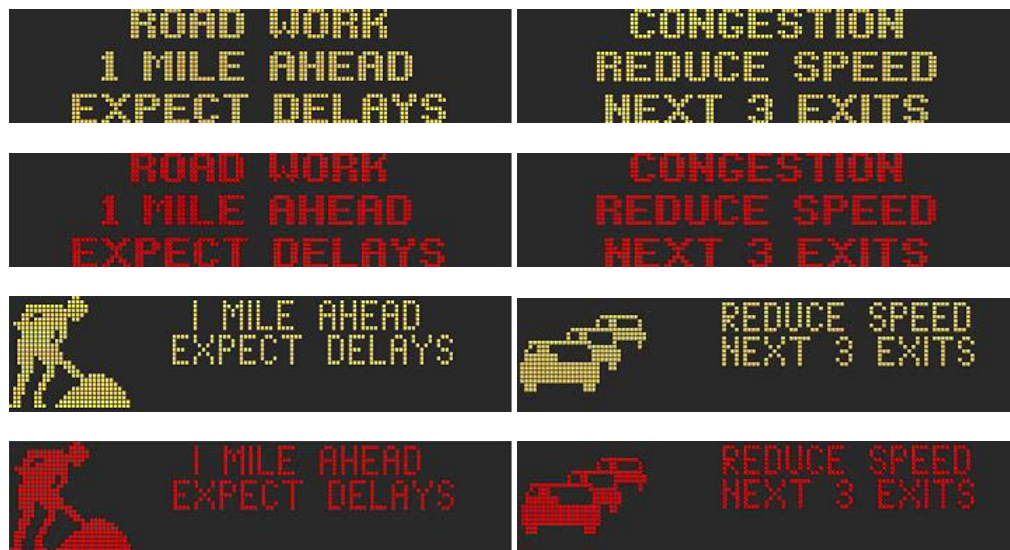 ROAD WORK
1 MILE AHEAD
EXPECT DELAYS
CONGESTION
REDUCE SPEED
NEXT 3 EXITS
ROAD WORK
1 MILE AHEAD
EXPECT DELAYS
CONGESTION
REDUCE SPEED
NEXT 3 EXITS
1 MILE AHEAD
EXPECT DELAYS
REDUCE SPEED
NEXT 3 EXITS
1 MILE AHEAD
EXPECT DELAYS
REDUCE SPEED
NEXT 3 EXITS